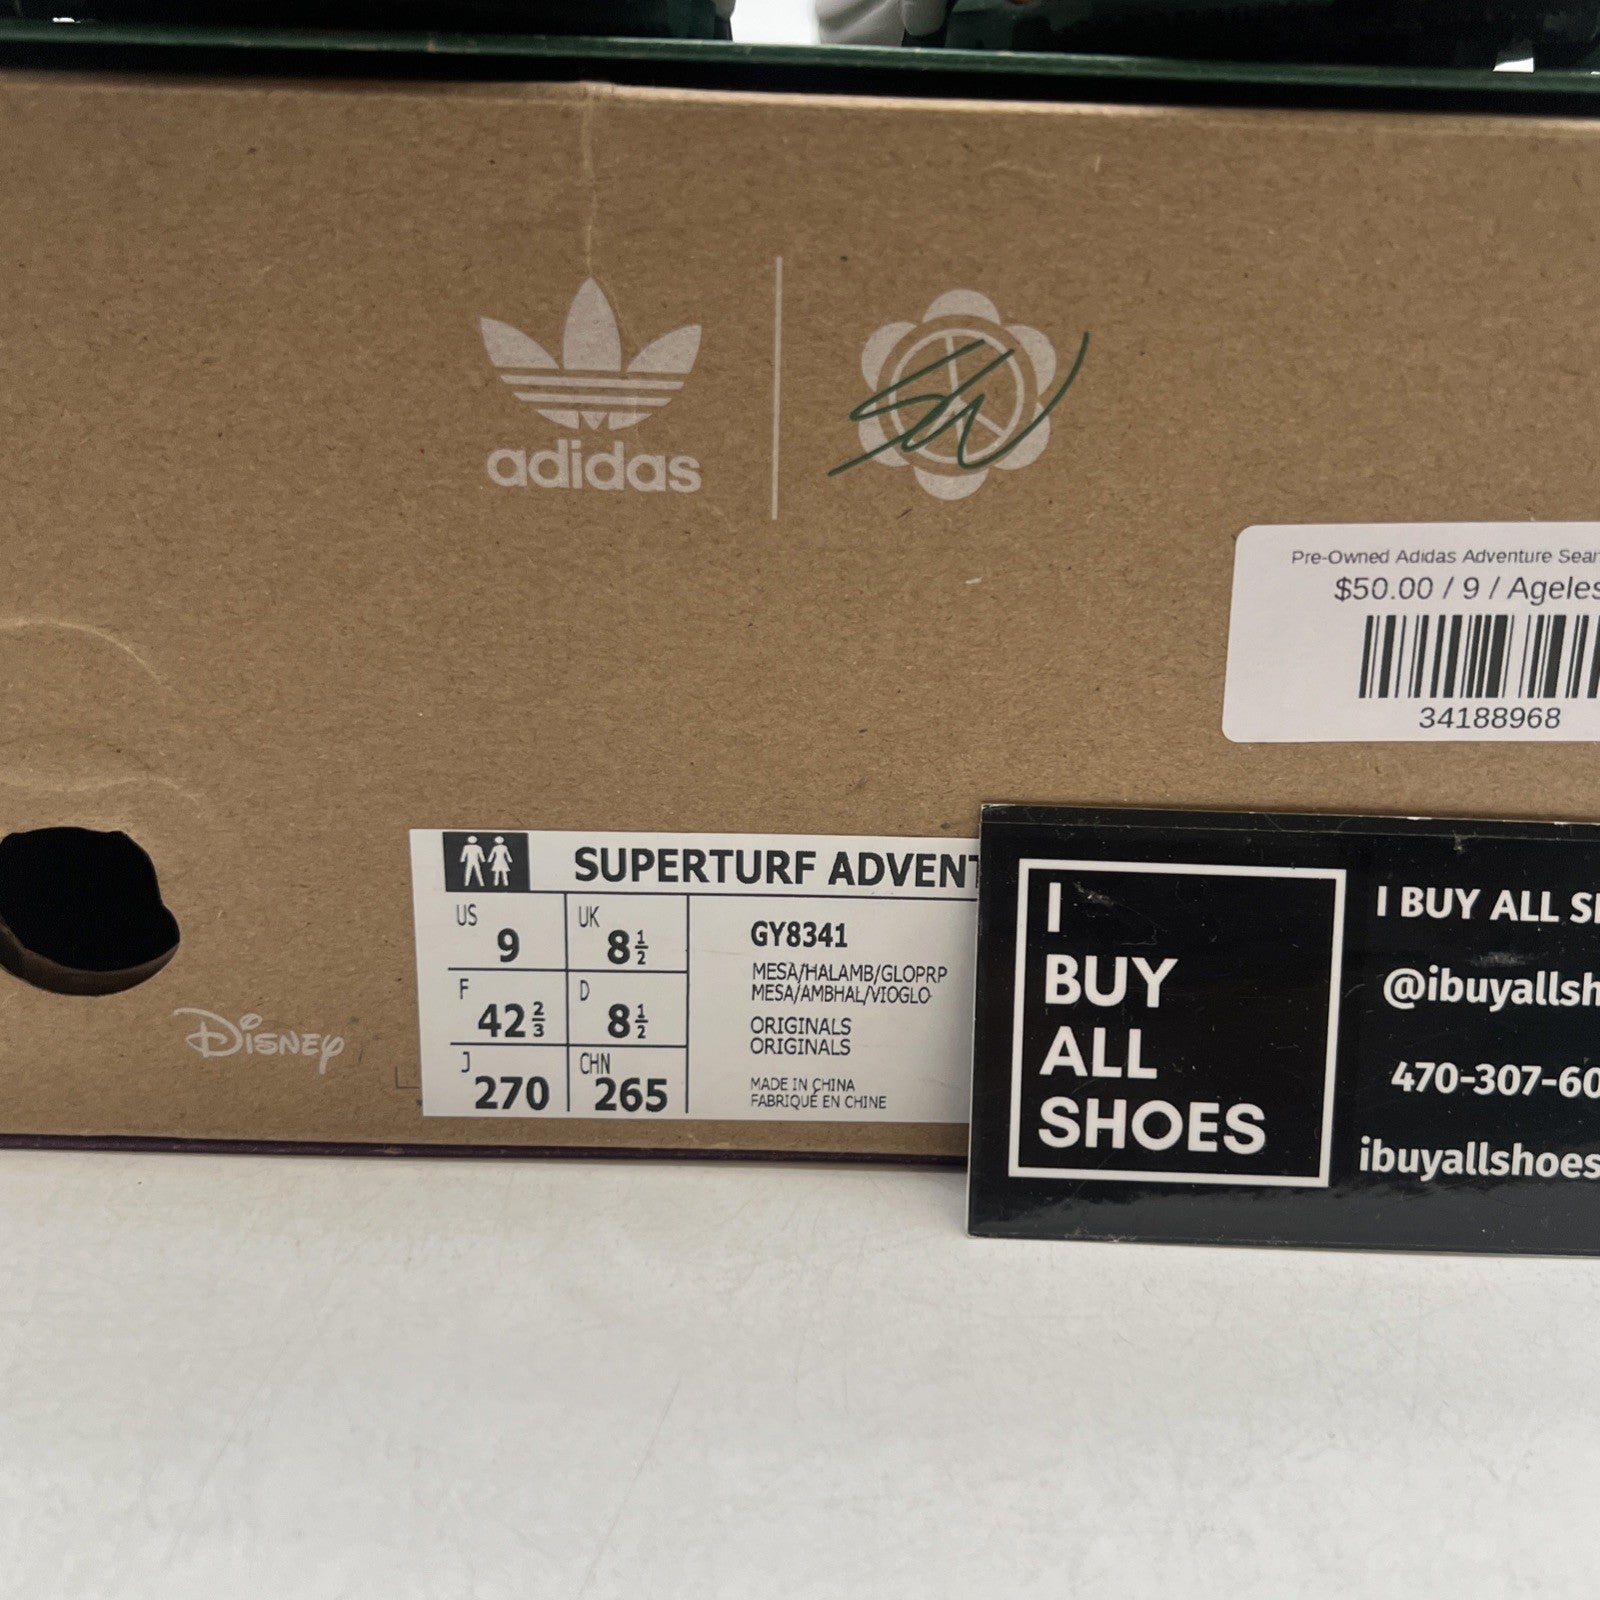 adidas
SW
Pre-Owned Adidas Adventure Sean
$50.00 / 9 / Ageles
34188968
SUPERTURF ADVENT
US 9 UK 8½
F 42⅔ D 8½
J 270 CHN 265
GY8341
MESA/HALAMB/GLOPRP
MESA/AMBHAL/VIOGLO
ORIGINALS
ORIGINALS
MADE IN CHINA
FABRIQUÉ EN CHINE
Disney
I
BUY
ALL
SHOES
I BUY ALL S
@ibuyallsh
470-307-60
ibuyallshoes